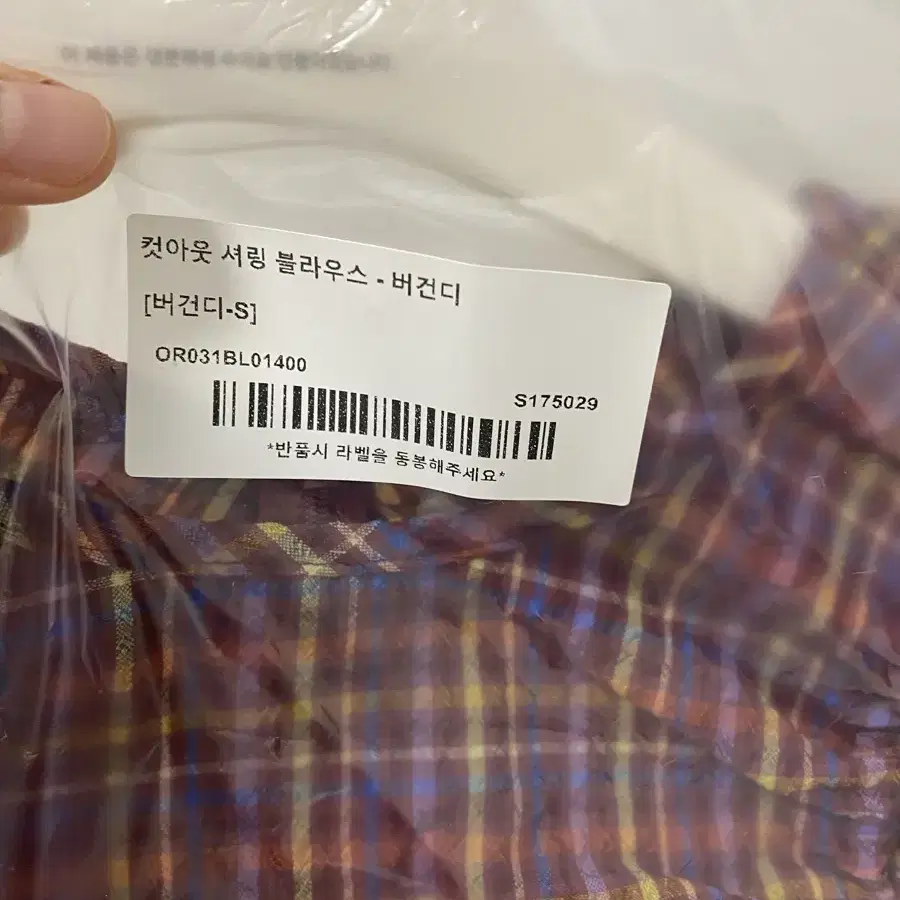 컷아웃 셔링 블라우스 - 버건디
[버건디-S]
OR031BL01400
S175029
*반품시 라벨을 동봉해주세요*